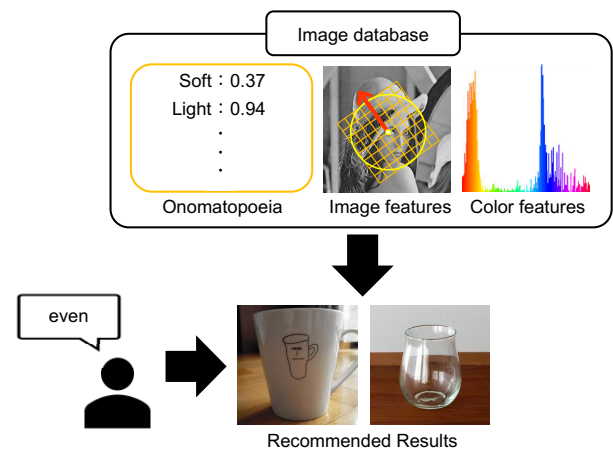 Image database
Soft：0.37
Light：0.94
.
.
.
Onomatopoeia
Image features
Color features
even
Recommended Results